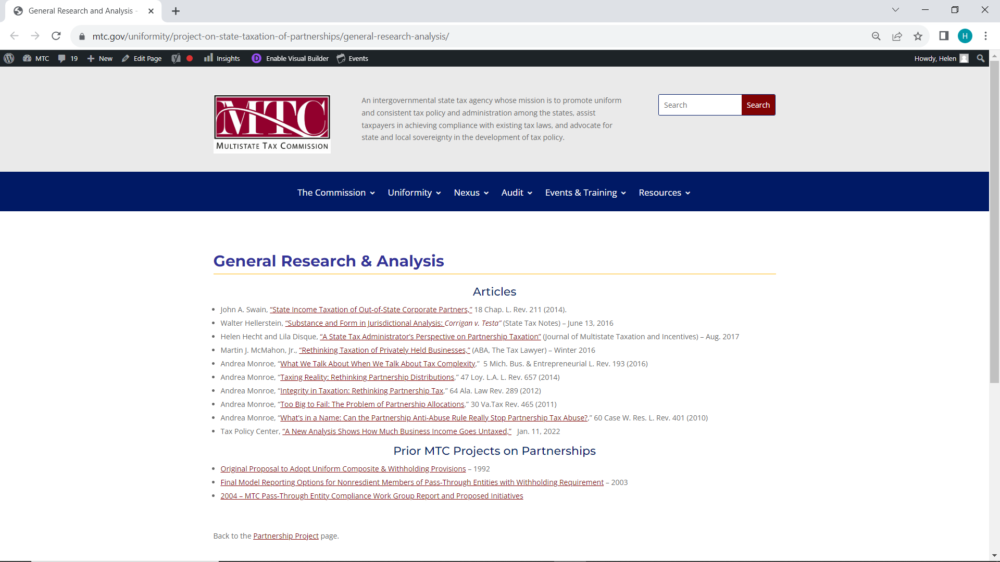 General Research and Analysis -
mtc.gov/uniformity/project-on-state-taxation-of-partnerships/general-research-analysis/
H
MTC 19 New Edit Page Insights D Enable Visual Builder Events Howdy, Helen
MTC
MULTISTATE TAX COMMISSION
An intergovernmental state tax agency whose mission is to promote uniform
and consistent tax policy and administration among the states, assist
taxpayers in achieving compliance with existing tax laws, and advocate for
state and local sovereignty in the development of tax policy.
Search Search
The Commission Uniformity Nexus Audit Events & Training Resources
General Research & Analysis
Articles
John A. Swain, “State Income Taxation of Out-of-State Corporate Partners,” 18 Chap. L. Rev. 211 (2014).
Walter Hellerstein, “Substance and Form in Jurisdictional Analysis: Corrigan v. Testa” (State Tax Notes) – June 13, 2016
Helen Hecht and Lila Disque, “A State Tax Administrator’s Perspective on Partnership Taxation” (Journal of Multistate Taxation and Incentives) – Aug. 2017
Martin J. McMahon, Jr., “Rethinking Taxation of Privately Held Businesses,” (ABA, The Tax Lawyer) – Winter 2016
Andrea Monroe, “What We Talk About When We Talk About Tax Complexity,” 5 Mich. Bus. & Entrepreneurial L. Rev. 193 (2016)
Andrea Monroe, “Taxing Reality: Rethinking Partnership Distributions,” 47 Loy. L.A. L. Rev. 657 (2014)
Andrea Monroe, “Integrity in Taxation: Rethinking Partnership Tax,” 64 Ala. Law Rev. 289 (2012)
Andrea Monroe, “Too Big to Fail: The Problem of Partnership Allocations,” 30 Va.Tax Rev. 465 (2011)
Andrea Monroe, “What’s in a Name: Can the Partnership Anti-Abuse Rule Really Stop Partnership Tax Abuse?,” 60 Case W. Res. L. Rev. 401 (2010)
Tax Policy Center, “A New Analysis Shows How Much Business Income Goes Untaxed,” Jan. 11, 2022
Prior MTC Projects on Partnerships
Original Proposal to Adopt Uniform Composite & Withholding Provisions – 1992
Final Model Reporting Options for Nonresdient Members of Pass-Through Entities with Withholding Requirement – 2003
2004 – MTC Pass-Through Entity Compliance Work Group Report and Proposed Initiatives
Back to the Partnership Project page.